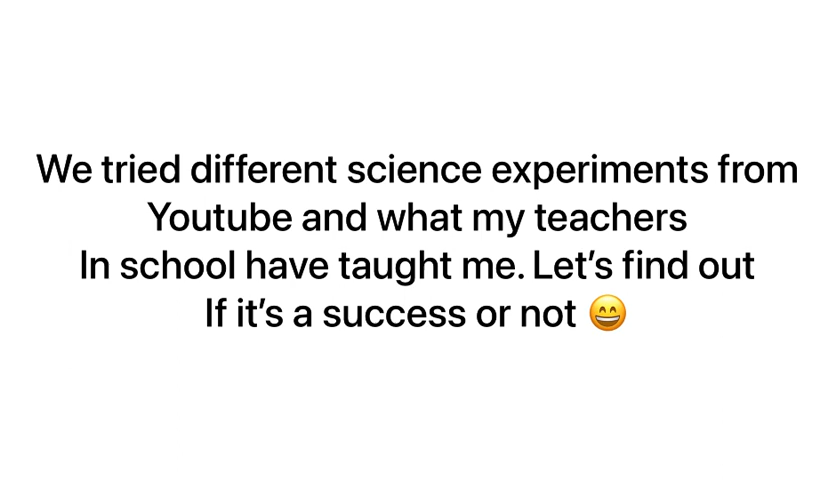 We tried different science experiments from
Youtube and what my teachers
In school have taught me. Let’s find out
If it’s a success or not 😄